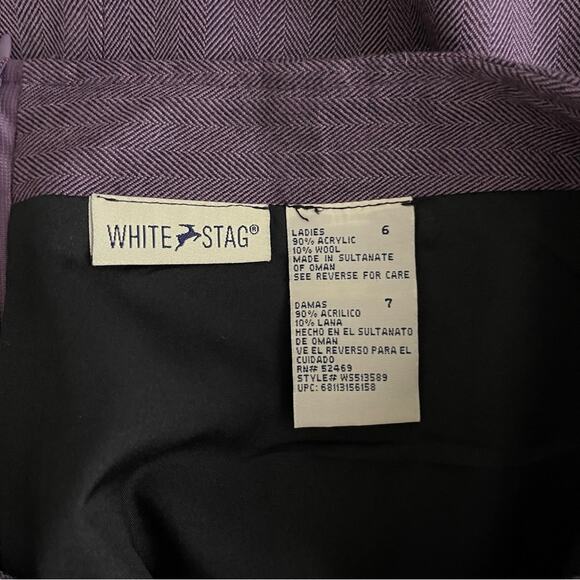 WHITE STAG®
LADIES 6
90% ACRYLIC
10% WOOL
MADE IN SULTANATE
OF OMAN
SEE REVERSE FOR CARE
DAMAS 7
90% ACRILICO
10% LANA
HECHO EN EL SULTANATO
DE OMAN
VE EL REVERSO PARA EL
CUIDADO
RN# 52469
STYLE# WS513589
UPC: 68113156158